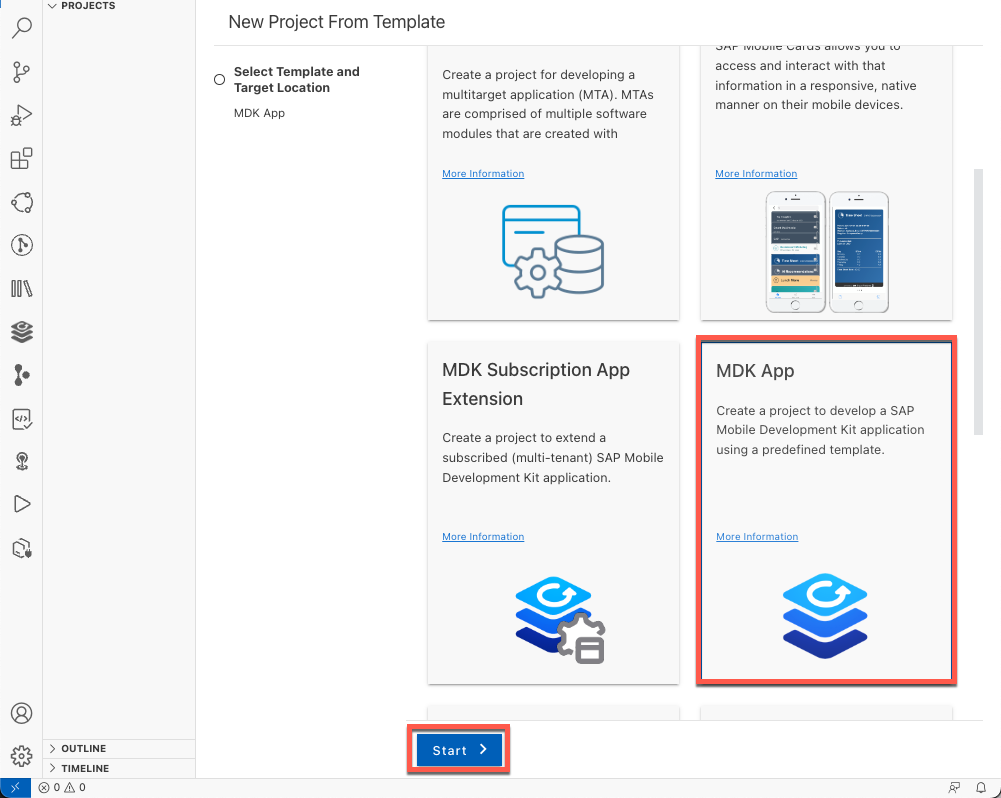 PROJECTS
New Project From Template
Select Template and
Target Location
MDK App
Create a project for developing a
multitarget application (MTA). MTAs
are comprised of multiple software
modules that are created with
More Information
SAP Mobile Cards allows you to
access and interact with that
information in a responsive, native
manner on their mobile devices.
More Information
MDK Subscription App
Extension
Create a project to extend a
subscribed (multi-tenant) SAP Mobile
Development Kit application.
More Information
MDK App
Create a project to develop a SAP
Mobile Development Kit application
using a predefined template.
More Information
Start
OUTLINE
TIMELINE
0 0